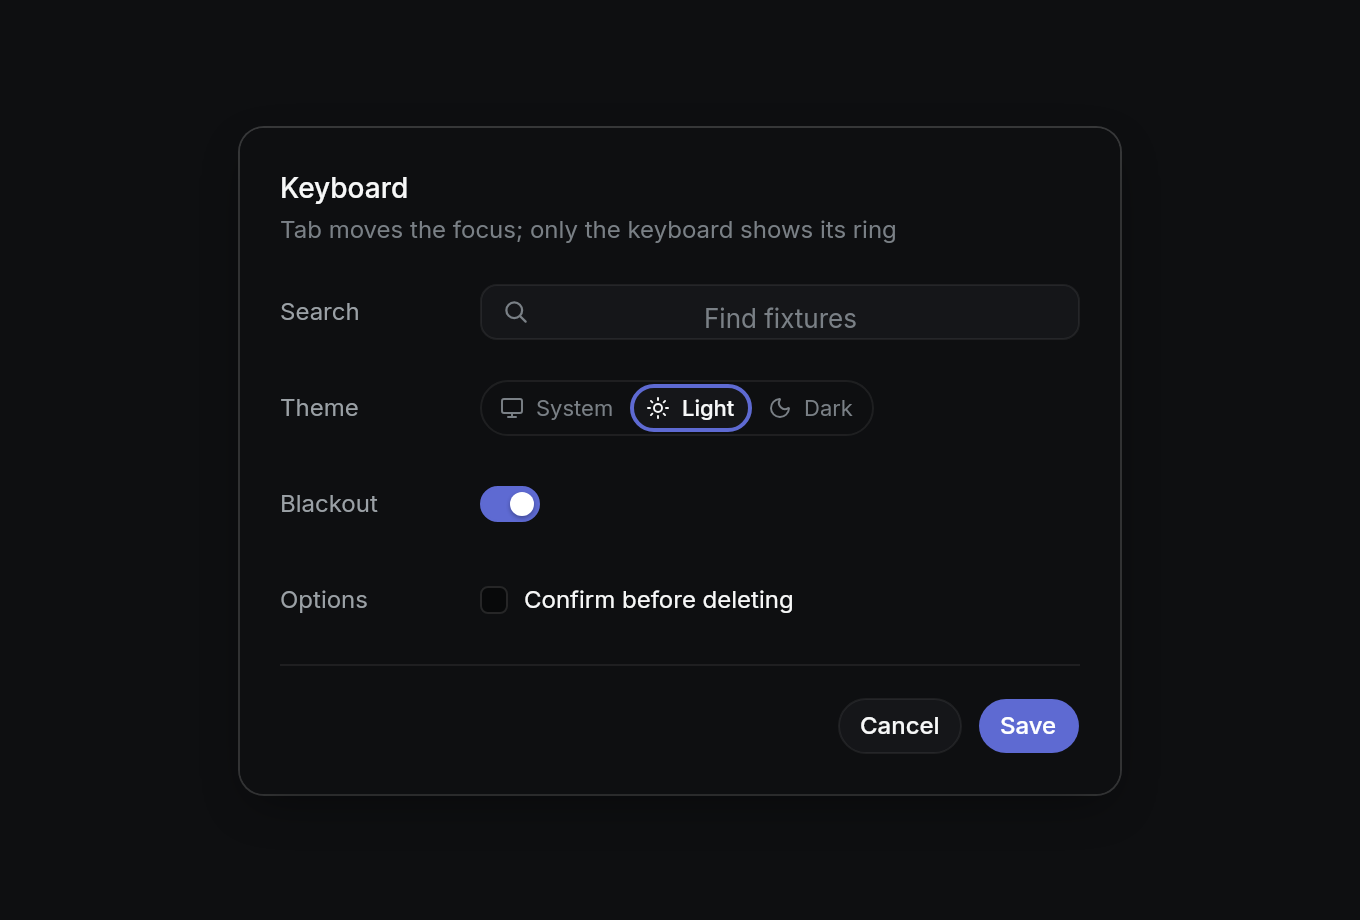 Keyboard
Tab moves the focus; only the keyboard shows its ring
Search
Find fixtures
Theme
System
Light
Dark
Blackout
Options
Confirm before deleting
Cancel
Save